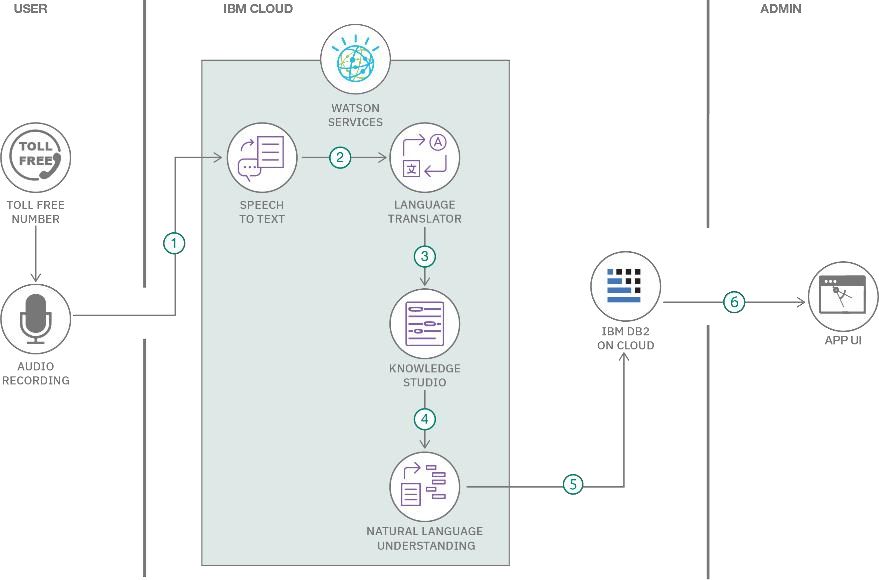 USER
IBM CLOUD
ADMIN
WATSON
SERVICES
TOLL
FREE
TOLL FREE
NUMBER
AUDIO
RECORDING
1
SPEECH
TO TEXT
2
A
文
LANGUAGE
TRANSLATOR
3
KNOWLEDGE
STUDIO
4
NATURAL LANGUAGE
UNDERSTANDING
5
IBM DB2
ON CLOUD
6
APP UI